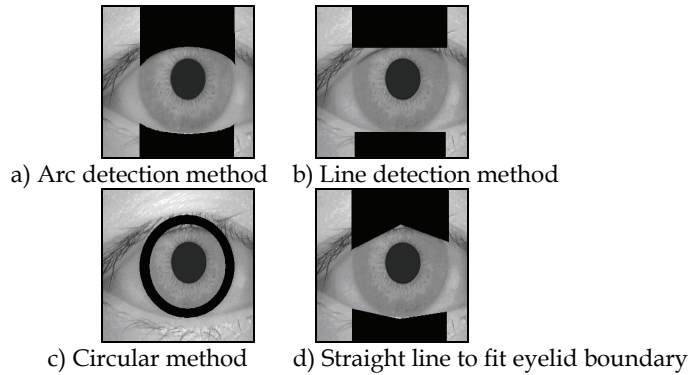 a) Arc detection method b) Line detection method
c) Circular method d) Straight line to fit eyelid boundary